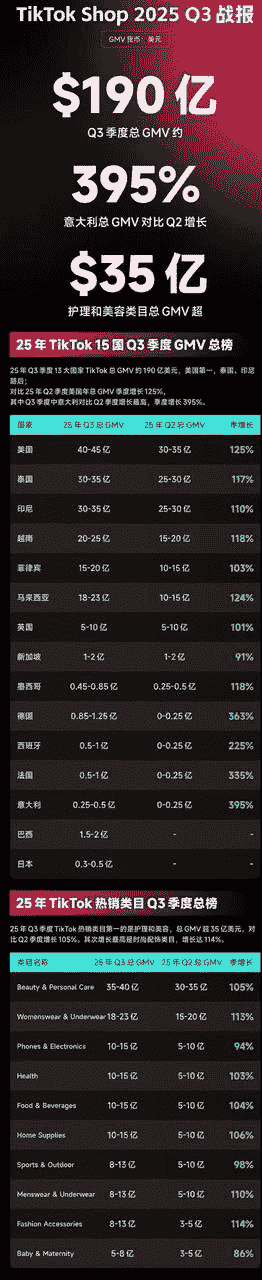 TikTok Shop 2025 Q3 战报
GMV 货币：美元
$190 亿
Q3 季度总 GMV 约
395%
意大利总 GMV 对比 Q2 增长
$35 亿
护理和美容类目总 GMV 超
25 年 TikTok 15 国 Q3 季度 GMV 总榜
25 年 Q3 季度 13 大国家 TikTok 总 GMV 约 190 亿美元，美国第一，泰国、印尼
随后；
对比 25 年 Q2 季度美国年总 GMV 季度增长 125%，
其中 Q3 季度中意大利对比 Q2 季度增长最高，季度增长 395%。
国家 25 年 Q3 总 GMV 25 年 Q2 总 GMV 季增长
美国 40-45 亿 30-35 亿 125%
泰国 30-35 亿 25-30 亿 117%
印尼 30-35 亿 25-30 亿 110%
越南 20-25 亿 15-20 亿 118%
菲律宾 15-20 亿 10-15 亿 103%
马来西亚 18-23 亿 10-15 亿 124%
英国 5-10 亿 5-10 亿 101%
新加坡 1-2 亿 1-2 亿 91%
墨西哥 0.45-0.85 亿 0.25-0.5 亿 118%
德国 0.85-1.25 亿 0-0.25 亿 363%
西班牙 0.5-1 亿 0-0.25 亿 225%
法国 0.5-1 亿 0-0.25 亿 335%
意大利 0.25-0.5 亿 0-0.25 亿 395%
巴西 1.5-2 亿 - -
日本 0.3-0.5 亿 - -
25 年 TikTok 热销类目 Q3 季度总榜
25 年 Q3 季度 TikTok 热销类目第一的是护理和美容，总 GMV 超 35 亿美元，对
比 Q2 季度增长 105%。其次增长最高是时尚配饰类目，增长达 114%。
类目名称 25 年 Q3 总 GMV 25 年 Q2 总 GMV 季增长
Beauty & Personal Care 35-40 亿 30-35 亿 105%
Womenswear & Underwear 18-23 亿 15-20 亿 113%
Phones & Electronics 10-15 亿 5-10 亿 94%
Health 10-15 亿 5-10 亿 103%
Food & Beverages 10-15 亿 5-10 亿 104%
Home Supplies 10-15 亿 5-10 亿 106%
Sports & Outdoor 8-13 亿 5-10 亿 98%
Menswear & Underwear 8-13 亿 5-10 亿 110%
Fashion Accessories 8-13 亿 3-5 亿 114%
Baby & Maternity 5-8 亿 3-5 亿 86%